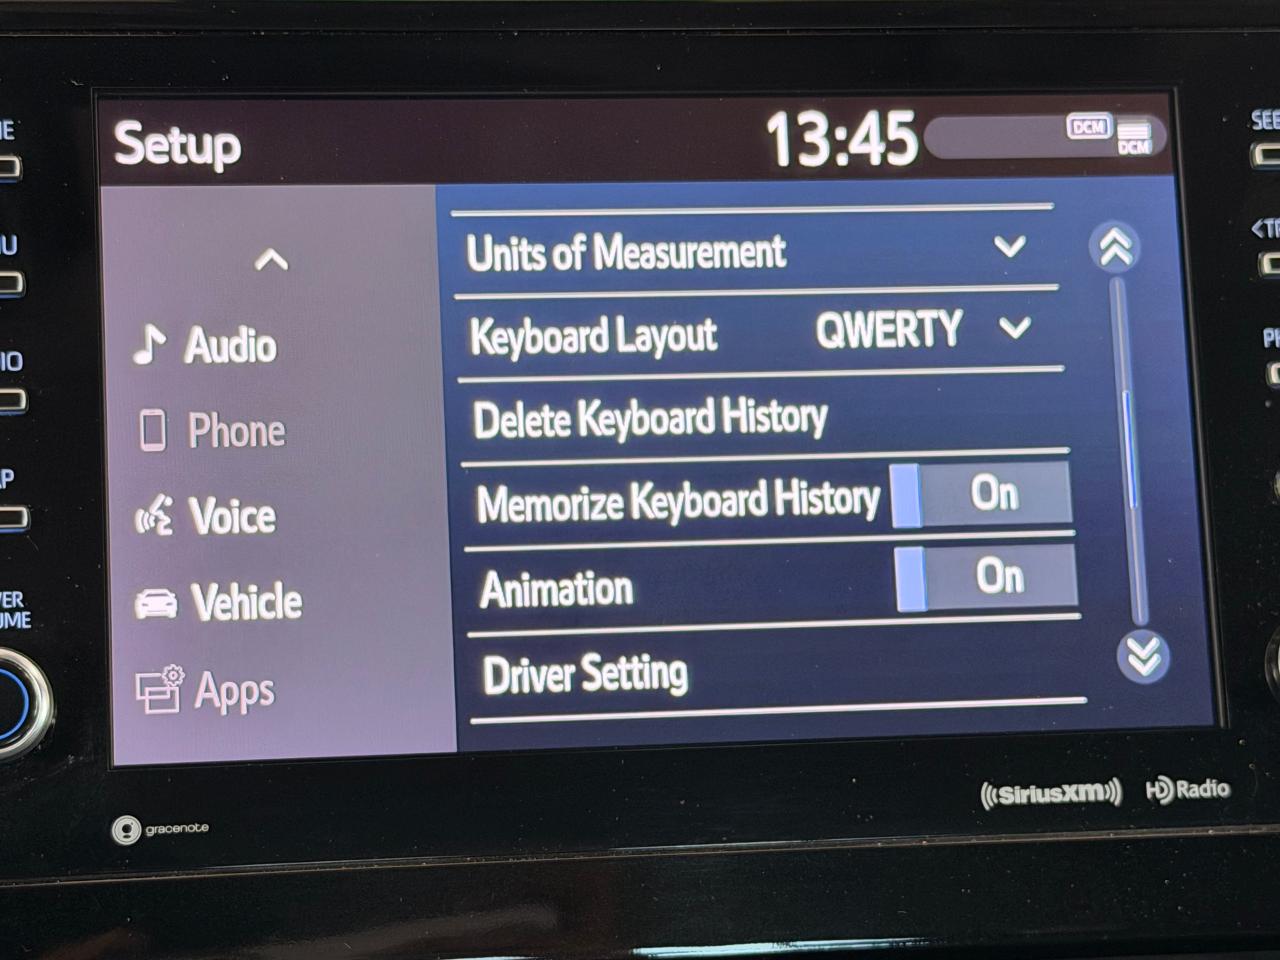 Setup
13:45
DCM
DCM
Audio
Phone
Voice
Vehicle
Apps
Units of Measurement
Keyboard Layout QWERTY
Delete Keyboard History
Memorize Keyboard History On
Animation On
Driver Setting
SiriusXM HD Radio
gracenote